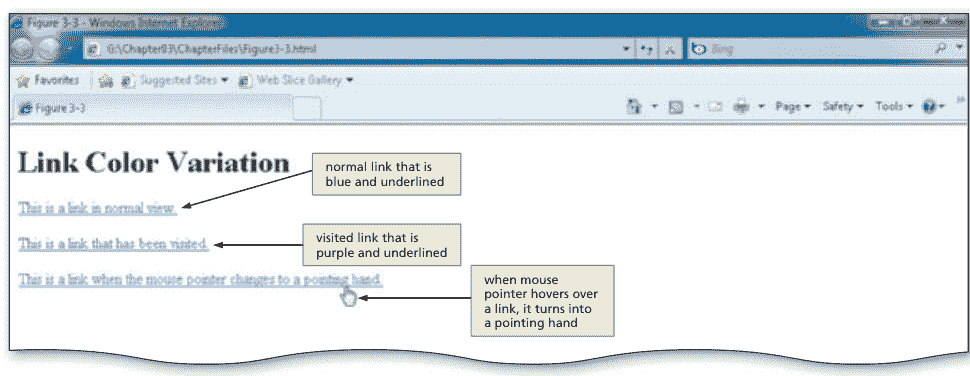 Figure 3-3 - Windows Internet Explorer
G:\Chapter03\ChapterFiles\Figure3-3.html
Bing
Favorites
Suggested Sites
Web Slice Gallery
Figure 3-3
Page
Safety
Tools
Link Color Variation
normal link that is
blue and underlined
This is a link in normal view.
visited link that is
purple and underlined
This is a link that has been visited.
This is a link when the mouse pointer changes to a pointing hand.
when mouse
pointer hovers over
a link, it turns into
a pointing hand